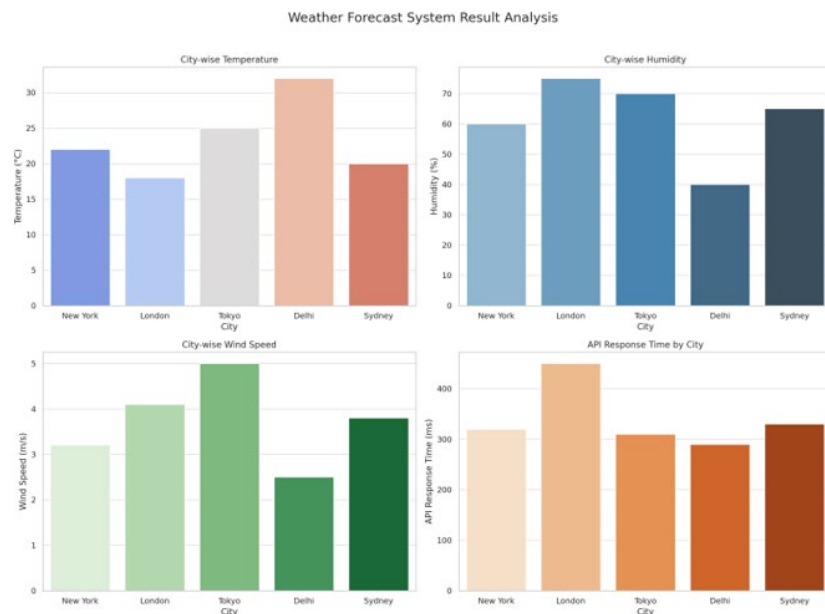 Weather Forecast System Result Analysis
City-wise Temperature
Temperature (°C)
30
25
20
15
10
5
0
New York London Tokyo Delhi Sydney
City
City-wise Humidity
Humidity (%)
70
60
50
40
30
20
10
0
New York London Tokyo Delhi Sydney
City
City-wise Wind Speed
Wind Speed (m/s)
5
4
3
2
1
0
New York London Tokyo Delhi Sydney
City
API Response Time by City
API Response Time (ms)
400
300
200
100
0
New York London Tokyo Delhi Sydney
City